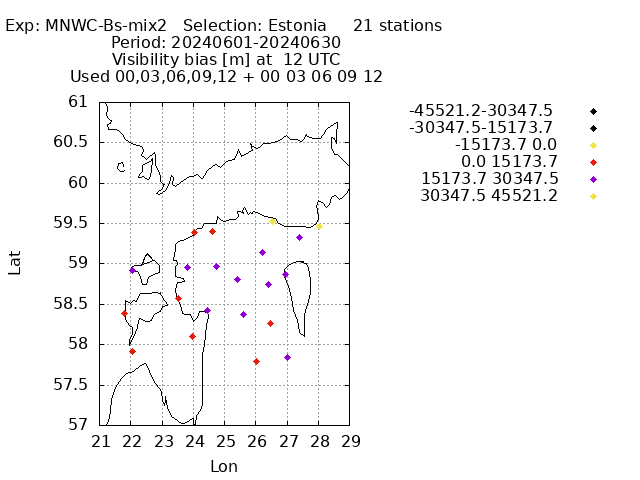 Exp: MNWC-Bs-mix2   Selection: Estonia     21 stations
Period: 20240601-20240630
Visibility bias [m] at  12 UTC
Used 00,03,06,09,12 + 00 03 06 09 12
-45521.2-30347.5
-30347.5-15173.7
-15173.7 0.0
0.0 15173.7
15173.7 30347.5
30347.5 45521.2
61
60.5
60
59.5
59
58.5
58
57.5
57
Lat
21 22 23 24 25 26 27 28 29
Lon